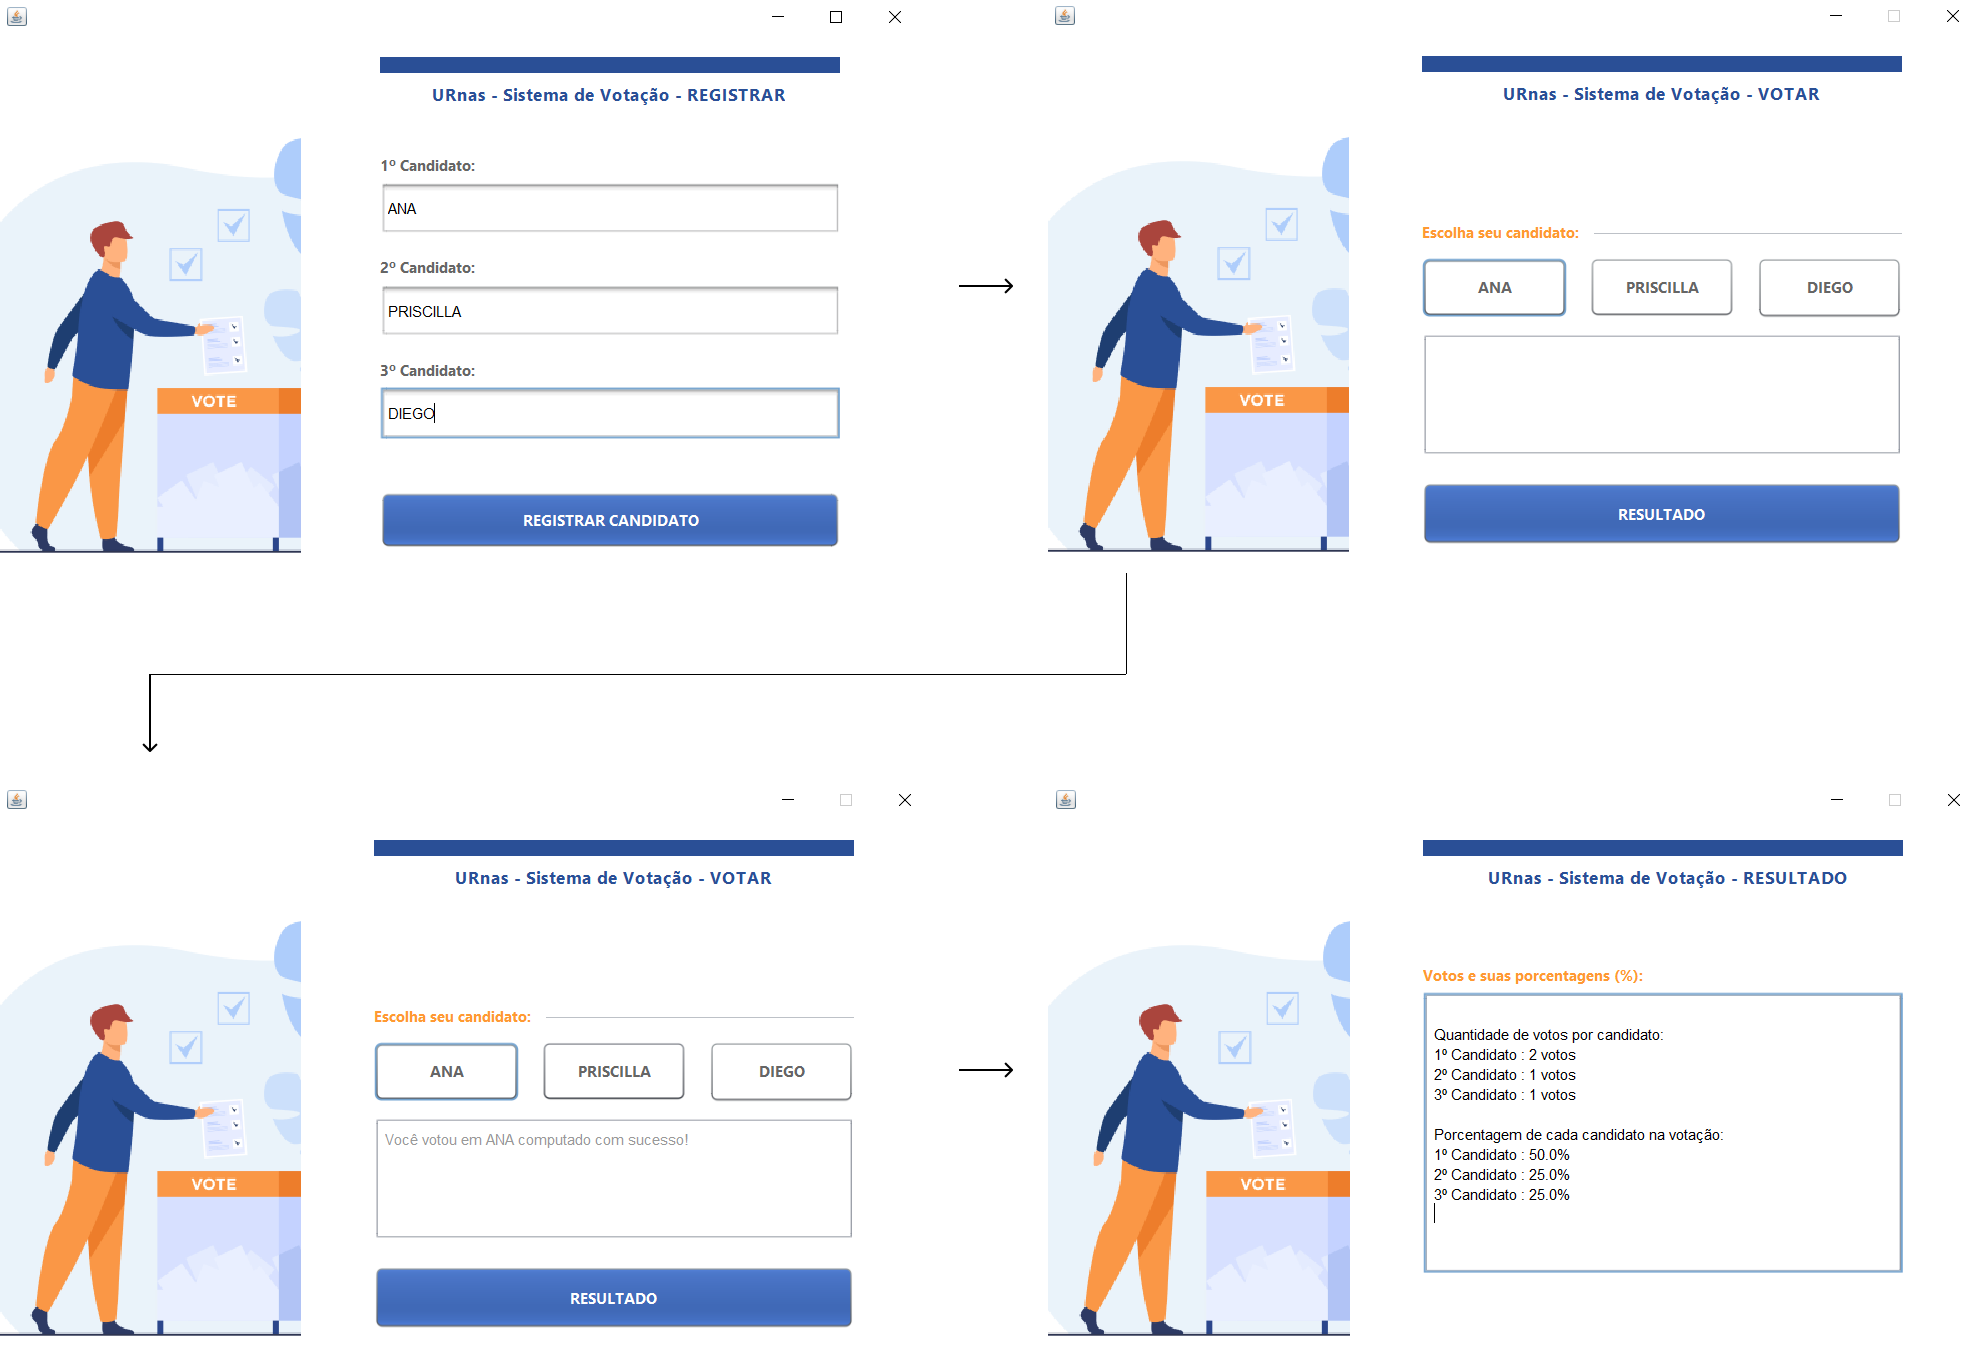 URnas - Sistema de Votação - REGISTRAR
1º Candidato:
ANA
2º Candidato:
PRISCILLA
3º Candidato:
DIEGO
REGISTRAR CANDIDATO
VOTE
URnas - Sistema de Votação - VOTAR
Escolha seu candidato:
ANA PRISCILLA DIEGO
RESULTADO
VOTE
URnas - Sistema de Votação - VOTAR
Escolha seu candidato:
ANA PRISCILLA DIEGO
Você votou em ANA computado com sucesso!
RESULTADO
VOTE
URnas - Sistema de Votação - RESULTADO
Votos e suas porcentagens (%):
Quantidade de votos por candidato:
1º Candidato : 2 votos
2º Candidato : 1 votos
3º Candidato : 1 votos
Porcentagem de cada candidato na votação:
1º Candidato : 50.0%
2º Candidato : 25.0%
3º Candidato : 25.0%
VOTE